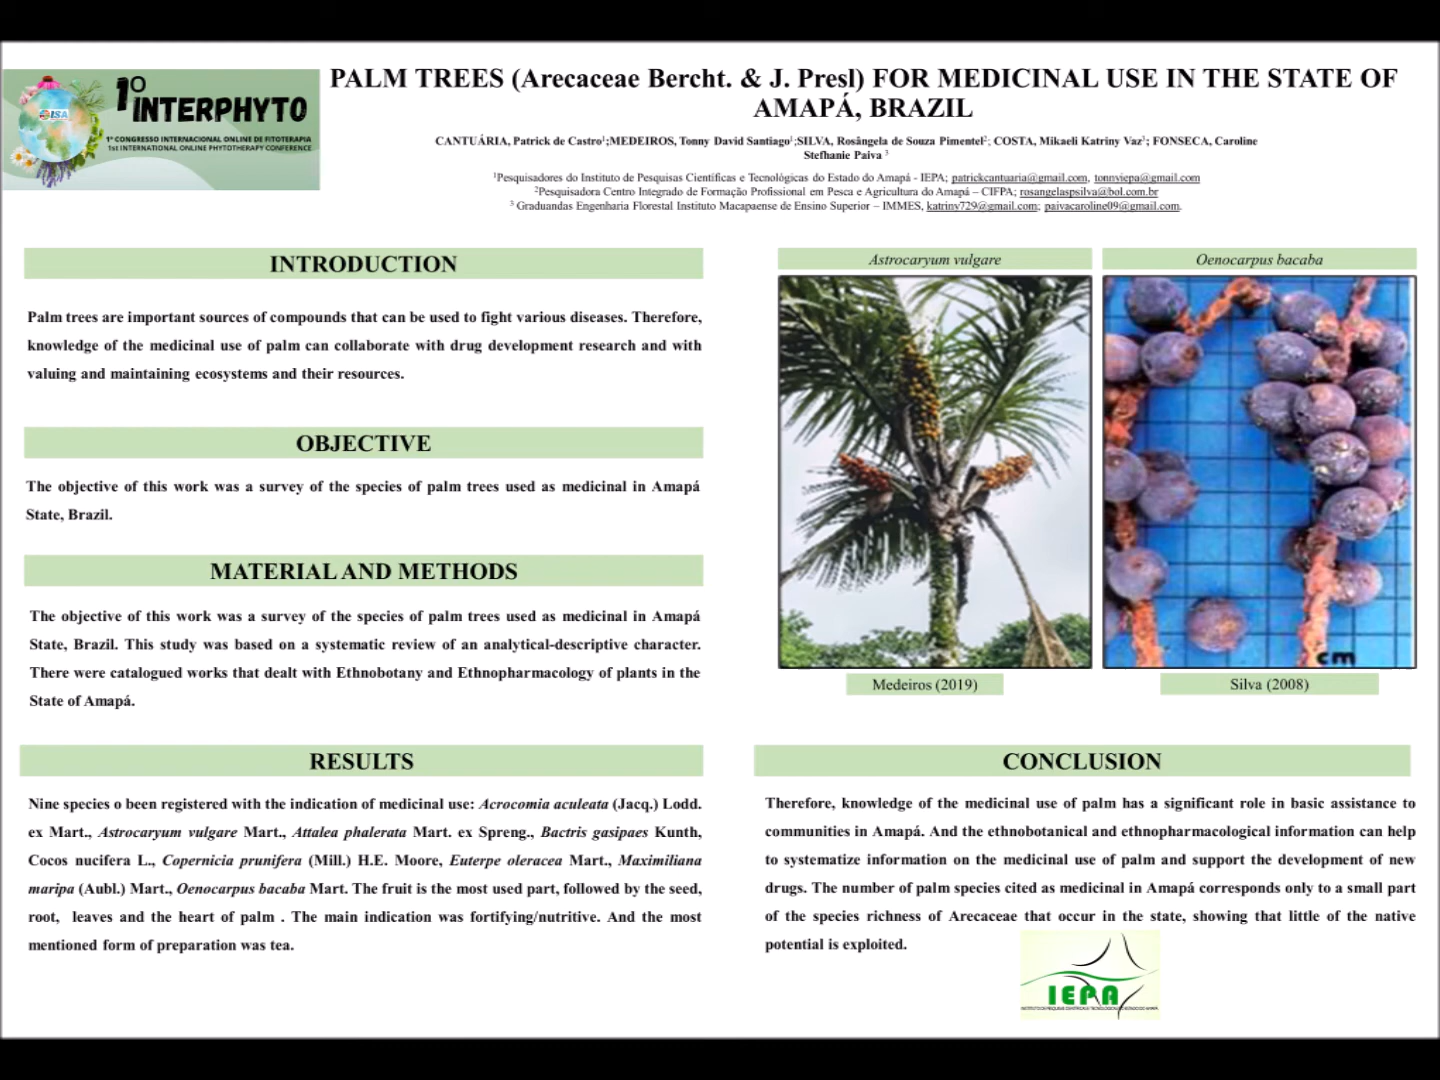 1º
INTERPHYTO
ISA
1º CONGRESSO INTERNACIONAL ONLINE DE FITOTERAPIA
1st INTERNATIONAL ONLINE PHYTOTHERAPY CONFERENCE
PALM TREES (Arecaceae Bercht. & J. Presl) FOR MEDICINAL USE IN THE STATE OF
AMAPÁ, BRAZIL
CANTUÁRIA, Patrick de Castro¹;MEDEIROS, Tonny David Santiago¹;SILVA, Rosângela de Souza Pimentel²; COSTA, Mikaeli Katriny Vaz³; FONSECA, Caroline
Stefhanie Paiva ³
¹Pesquisadores do Instituto de Pesquisas Científicas e Tecnológicas do Estado do Amapá - IEPA; patrickcantuaria@gmail.com, tonnyiepa@gmail.com
²Pesquisadora Centro Integrado de Formação Profissional em Pesca e Agricultura do Amapá – CIFPA; rosangelaspsilva@bol.com.br
³ Graduandas Engenharia Florestal Instituto Macapaense de Ensino Superior – IMMES, katriny729@gmail.com; paivacaroline09@gmail.com.
INTRODUCTION
Palm trees are important sources of compounds that can be used to fight various diseases. Therefore,
knowledge of the medicinal use of palm can collaborate with drug development research and with
valuing and maintaining ecosystems and their resources.
OBJECTIVE
The objective of this work was a survey of the species of palm trees used as medicinal in Amapá
State, Brazil.
MATERIAL AND METHODS
The objective of this work was a survey of the species of palm trees used as medicinal in Amapá
State, Brazil. This study was based on a systematic review of an analytical-descriptive character.
There were catalogued works that dealt with Ethnobotany and Ethnopharmacology of plants in the
State of Amapá.
RESULTS
Nine species o been registered with the indication of medicinal use: Acrocomia aculeata (Jacq.) Lodd.
ex Mart., Astrocaryum vulgare Mart., Attalea phalerata Mart. ex Spreng., Bactris gasipaes Kunth,
Cocos nucifera L., Copernicia prunifera (Mill.) H.E. Moore, Euterpe oleracea Mart., Maximiliana
maripa (Aubl.) Mart., Oenocarpus bacaba Mart. The fruit is the most used part, followed by the seed,
root, leaves and the heart of palm . The main indication was fortifying/nutritive. And the most
mentioned form of preparation was tea.
Astrocaryum vulgare
Oenocarpus bacaba
cm
Medeiros (2019)
Silva (2008)
CONCLUSION
Therefore, knowledge of the medicinal use of palm has a significant role in basic assistance to
communities in Amapá. And the ethnobotanical and ethnopharmacological information can help
to systematize information on the medicinal use of palm and support the development of new
drugs. The number of palm species cited as medicinal in Amapá corresponds only to a small part
of the species richness of Arecaceae that occur in the state, showing that little of the native
potential is exploited.
IEPA